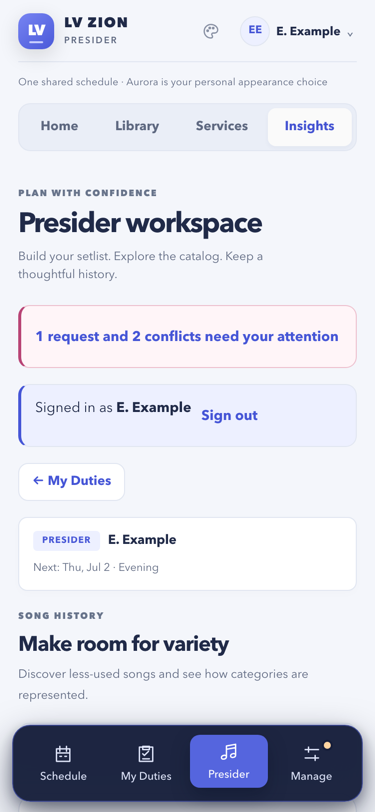 LV
LV ZION
PRESIDER
EE
E. Example
One shared schedule · Aurora is your personal appearance choice
Home
Library
Services
Insights
PLAN WITH CONFIDENCE
Presider workspace
Build your setlist. Explore the catalog. Keep a
thoughtful history.
1 request and 2 conflicts need your attention
Signed in as E. Example
Sign out
← My Duties
PRESIDER E. Example
Next: Thu, Jul 2 · Evening
SONG HISTORY
Make room for variety
Discover less-used songs and see how categories are
represented.
Schedule
My Duties
Presider
Manage